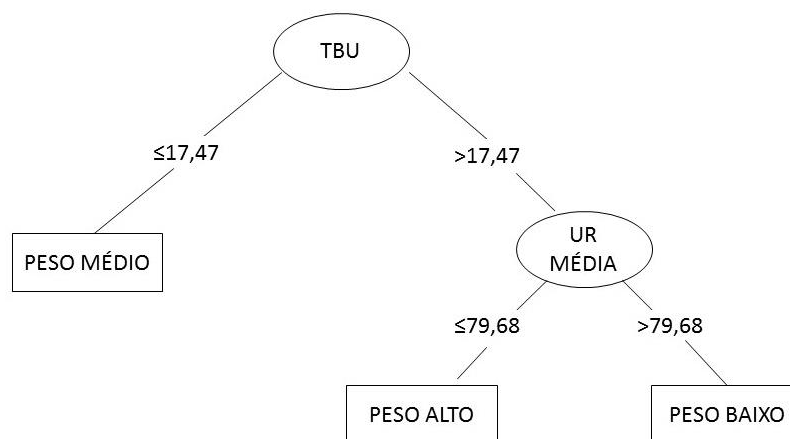 TBU
≤17,47
>17,47
PESO MÉDIO
UR
MÉDIA
≤79,68
>79,68
PESO ALTO
PESO BAIXO